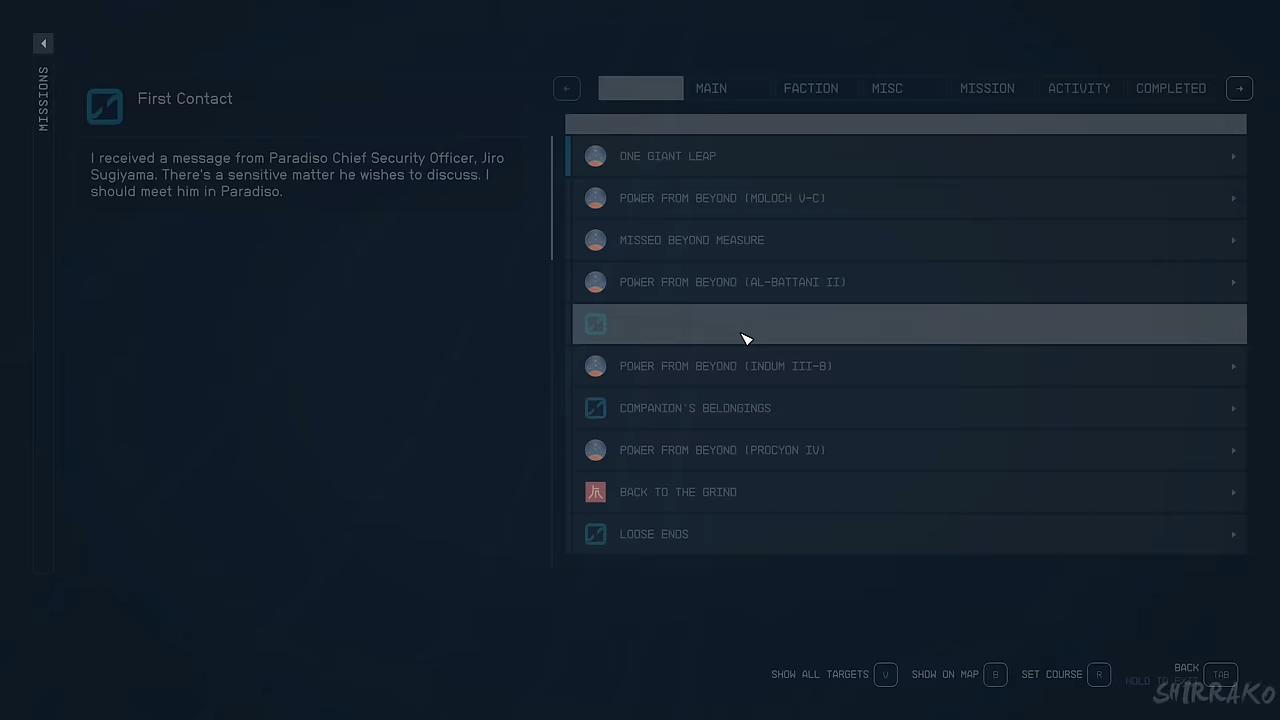 MISSIONS
First Contact
I received a message from Paradiso Chief Security Officer, Jiro
Sugiyama. There's a sensitive matter he wishes to discuss. I
should meet him in Paradiso.
MAIN FACTION MISC MISSION ACTIVITY COMPLETED
ONE GIANT LEAP
POWER FROM BEYOND (MOLOCH V-C)
MISSED BEYOND MEASURE
POWER FROM BEYOND (AL-BATTANI II)
POWER FROM BEYOND (INDUM III-B)
COMPANION'S BELONGINGS
POWER FROM BEYOND (PROCYON IV)
BACK TO THE GRIND
LOOSE ENDS
SHOW ALL TARGETS V SHOW ON MAP B SET COURSE R BACK TAB
HOLD TO EXIT
SHIRRAKO